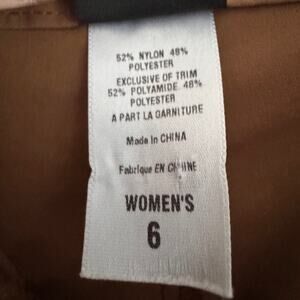 52% NYLON 48%
POLYESTER
EXCLUSIVE OF TRIM
52% POLYAMIDE 48%
POLYESTER
A PART LA GARNITURE
Made In CHINA
Fabrique EN CHINE
WOMEN'S
6